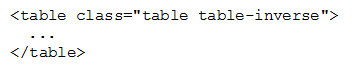 <table class="table table-inverse">
  ...
</table>